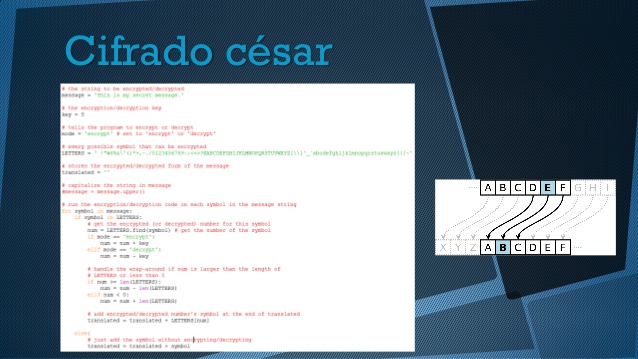 Cifrado césar
# the string to be encrypted/decrypted
message = 'This is my secret message.'
# the encryption/decryption key
key = 5
# tells the program to encrypt or decrypt
mode = 'encrypt' # set to 'encrypt' or 'decrypt'
# every possible symbol that can be encrypted
LETTERS =
# stores the encrypted/decrypted form of the message
translated = ''
# capitalize the string in message
#message = message.upper()
# run the encryption/decryption code on each symbol in the message string
for symbol in message:
if symbol in LETTERS:
# get the encrypted (or decrypted) number for this symbol
num = LETTERS.find(symbol) # get the number of the symbol
if mode == 'encrypt':
num = num + key
elif mode == 'decrypt':
num = num - key
# handle the wrap-around if num is larger than the length of
# LETTERS or less than 0
if num >= len(LETTERS):
num = num - len(LETTERS)
elif num < 0:
num = num + len(LETTERS)
# add encrypted/decrypted number's symbol at the end of translated
translated = translated + LETTERS[num]
else:
# just add the symbol without encrypting/decrypting
translated = translated + symbol
··· A B C D E F G H I
X Y Z A B C D E F ···